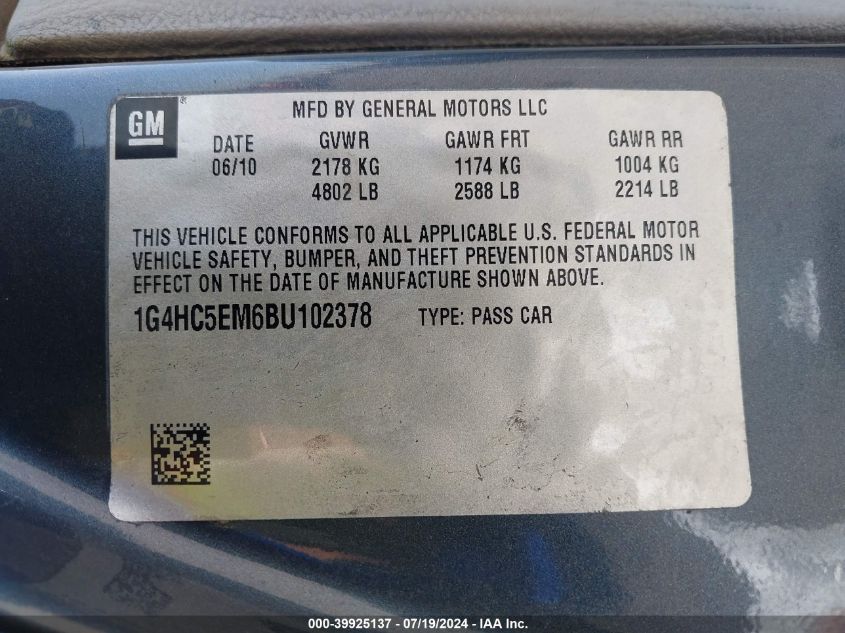 GM ®
MFD BY GENERAL MOTORS LLC
DATE GVWR GAWR FRT GAWR RR
06/10 2178 KG 1174 KG 1004 KG
4802 LB 2588 LB 2214 LB
THIS VEHICLE CONFORMS TO ALL APPLICABLE U.S. FEDERAL MOTOR
VEHICLE SAFETY, BUMPER, AND THEFT PREVENTION STANDARDS IN
EFFECT ON THE DATE OF MANUFACTURE SHOWN ABOVE.
1G4HC5EM6BU102378 TYPE: PASS CAR
000-39925137 - 07/19/2024 - IAA Inc.